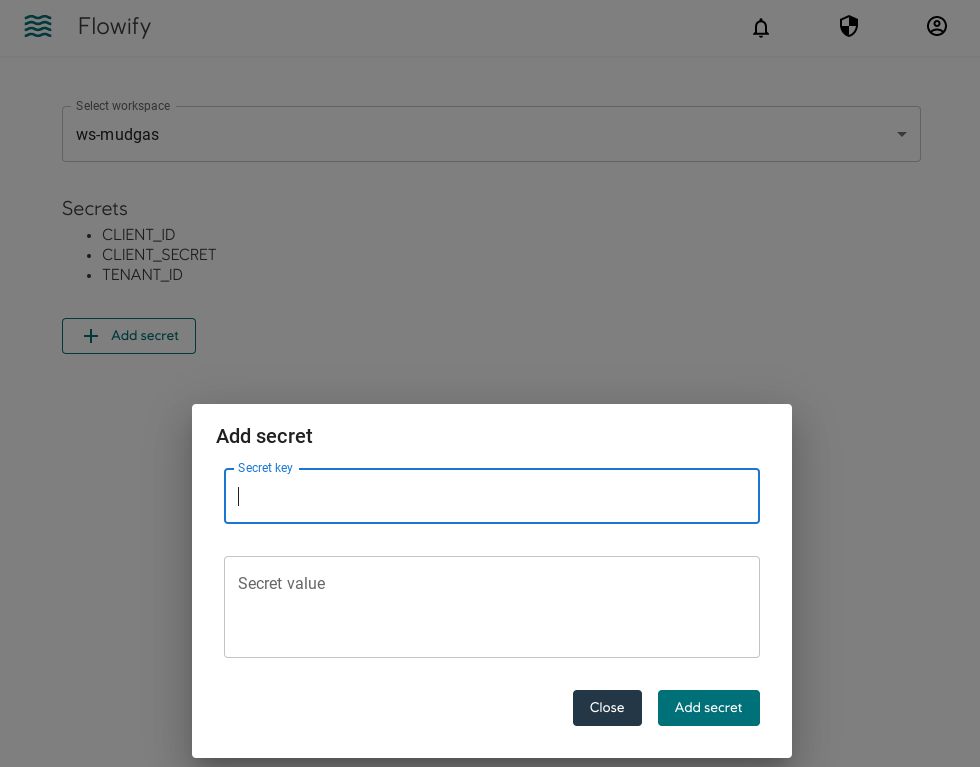 Flowify
Select workspace
ws-mudgas
Secrets
CLIENT_ID
CLIENT_SECRET
TENANT_ID
Add secret
Add secret
Secret key
Secret value
Close
Add secret